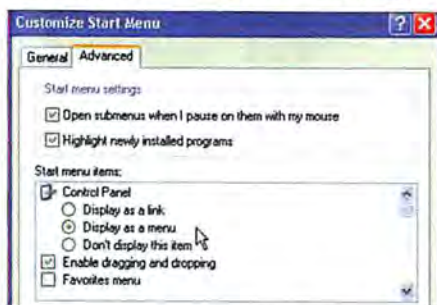 Customize Start Menu
General Advanced
Start menu settings
Open submenus when I pause on them with my mouse
Highlight newly installed programs
Start menu items:
Control Panel
Display as a link
Display as a menu
Don't display this item
Enable dragging and dropping
Favorites menu